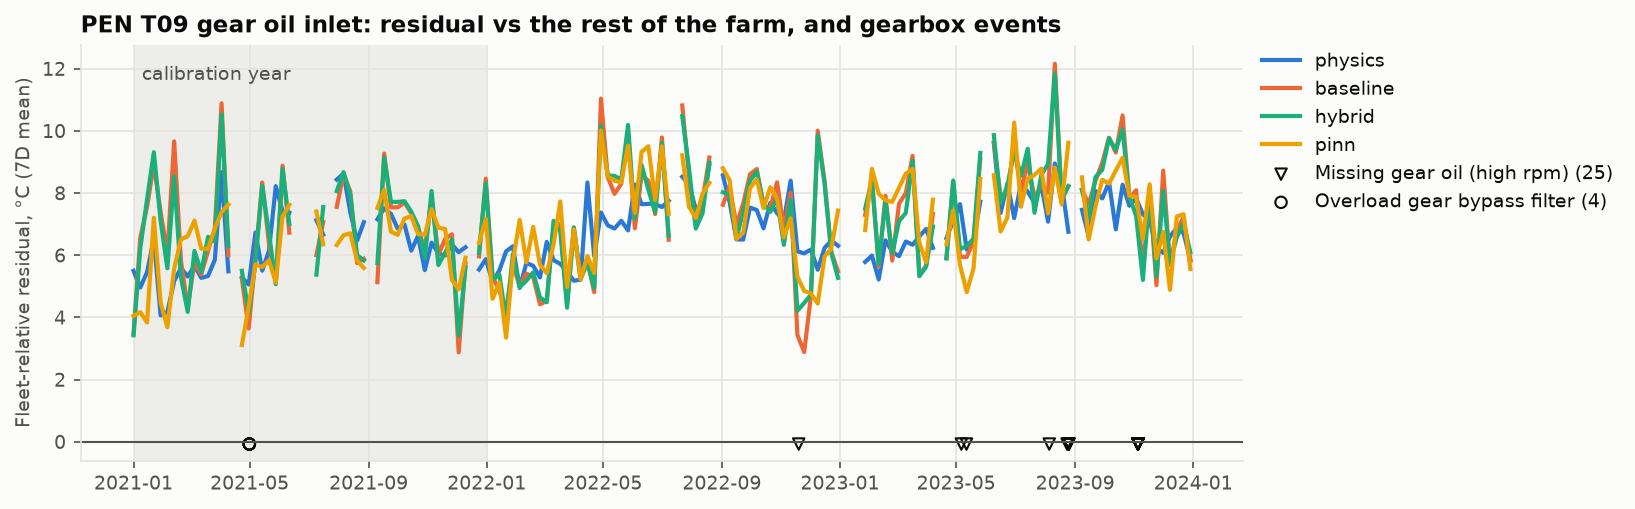 PEN T09 gear oil inlet: residual vs the rest of the farm, and gearbox events
Fleet-relative residual, °C (7D mean)
12
10
8
6
4
2
0
calibration year
2021-01
2021-05
2021-09
2022-01
2022-05
2022-09
2023-01
2023-05
2023-09
2024-01
physics
baseline
hybrid
pinn
Missing gear oil (high rpm) (25)
Overload gear bypass filter (4)